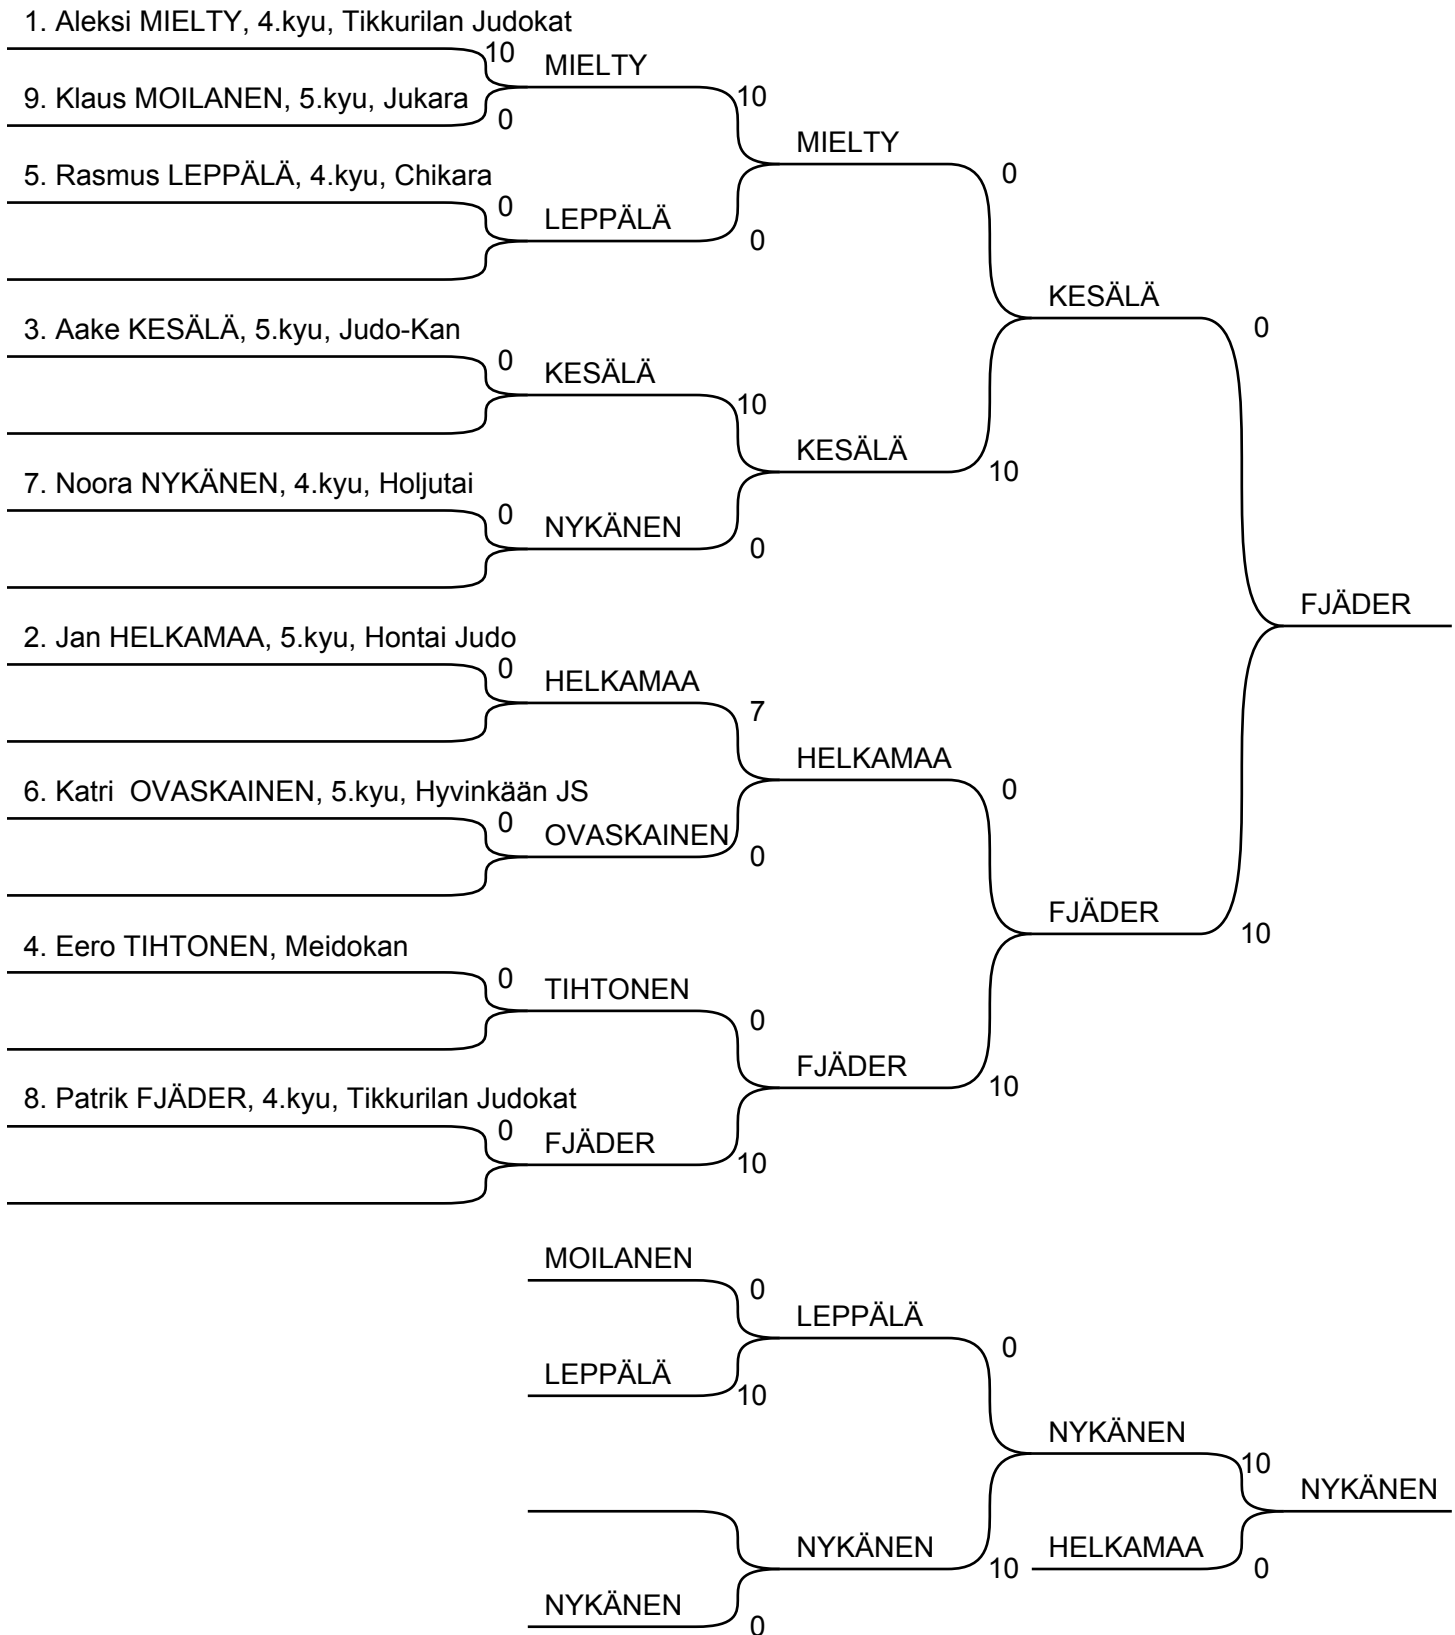 1. Aleksi MIELTY, 4.kyu, Tikkurilan Judokat
10
MIELTY
9. Klaus MOILANEN, 5.kyu, Jukara
0
10
MIELTY
5. Rasmus LEPPÄLÄ, 4.kyu, Chikara
0
0
LEPPÄLÄ
0
KESÄLÄ
3. Aake KESÄLÄ, 5.kyu, Judo-Kan
0
0
KESÄLÄ
10
KESÄLÄ
10
7. Noora NYKÄNEN, 4.kyu, Holjutai
0
NYKÄNEN
0
FJÄDER
2. Jan HELKAMAA, 5.kyu, Hontai Judo
0
HELKAMAA
7
HELKAMAA
0
6. Katri OVASKAINEN, 5.kyu, Hyvinkään JS
0
OVASKAINEN
0
FJÄDER
10
4. Eero TIHTONEN, Meidokan
0
TIHTONEN
0
FJÄDER
10
8. Patrik FJÄDER, 4.kyu, Tikkurilan Judokat
0
FJÄDER
10
MOILANEN
0
LEPPÄLÄ
0
LEPPÄLÄ
10
NYKÄNEN
10
NYKÄNEN
NYKÄNEN
10
HELKAMAA
0
NYKÄNEN
0